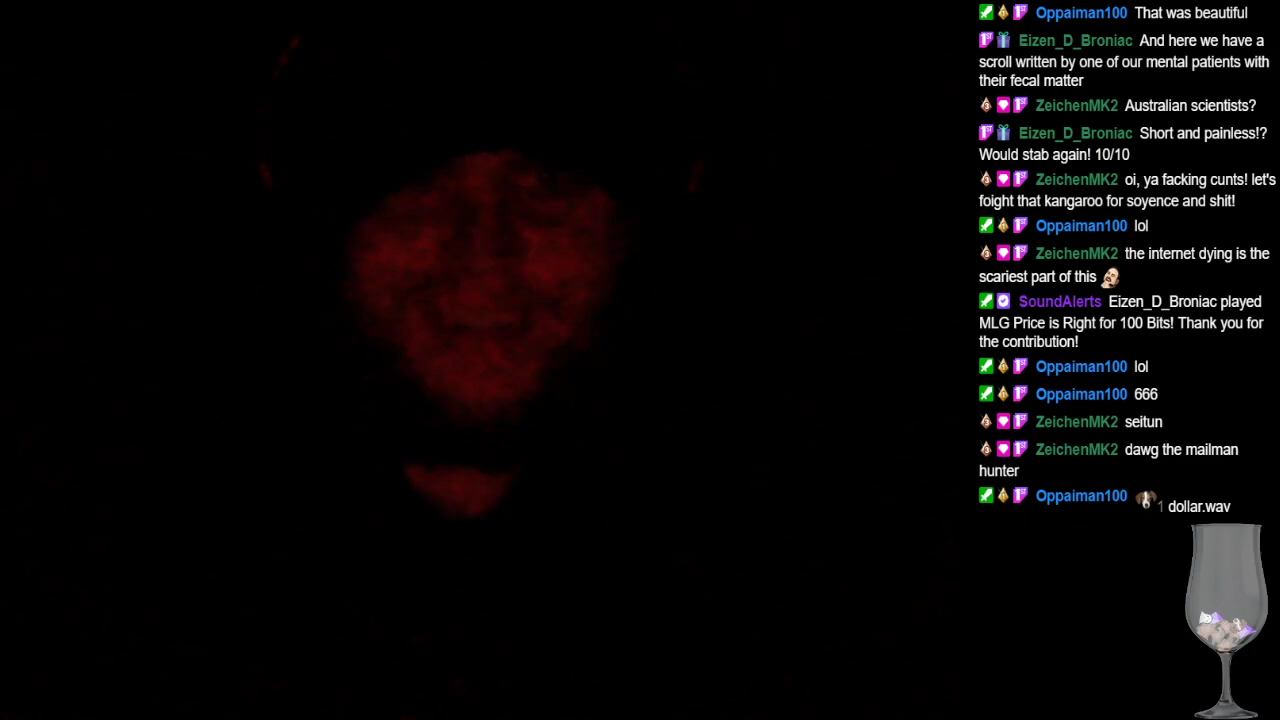 Oppaiman100 That was beautiful
Eizen_D_Broniac And here we have a
scroll written by one of our mental patients with
their fecal matter
ZeichenMK2 Australian scientists?
Eizen_D_Broniac Short and painless!?
Would stab again! 10/10
ZeichenMK2 oi, ya facking cunts! let's
foight that kangaroo for soyence and shit!
Oppaiman100 lol
ZeichenMK2 the internet dying is the
scariest part of this
SoundAlerts Eizen_D_Broniac played
MLG Price is Right for 100 Bits! Thank you for
the contribution!
Oppaiman100 lol
Oppaiman100 666
ZeichenMK2 seitun
ZeichenMK2 dawg the mailman
hunter
Oppaiman100 1 dollar.wav